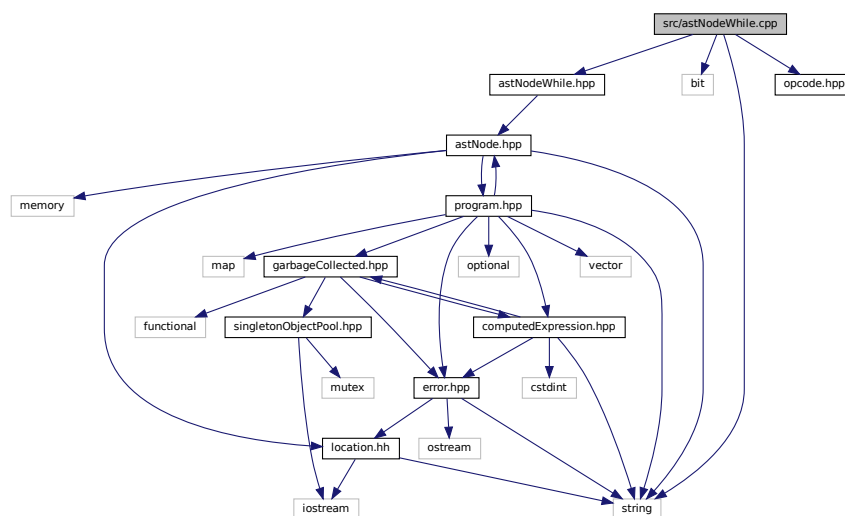 src/astNodeWhile.cpp
astNodeWhile.hpp
bit
opcode.hpp
astNode.hpp
memory
program.hpp
map
garbageCollected.hpp
optional
vector
functional
singletonObjectPool.hpp
computedExpression.hpp
mutex
error.hpp
cstdint
location.hh
ostream
iostream
string